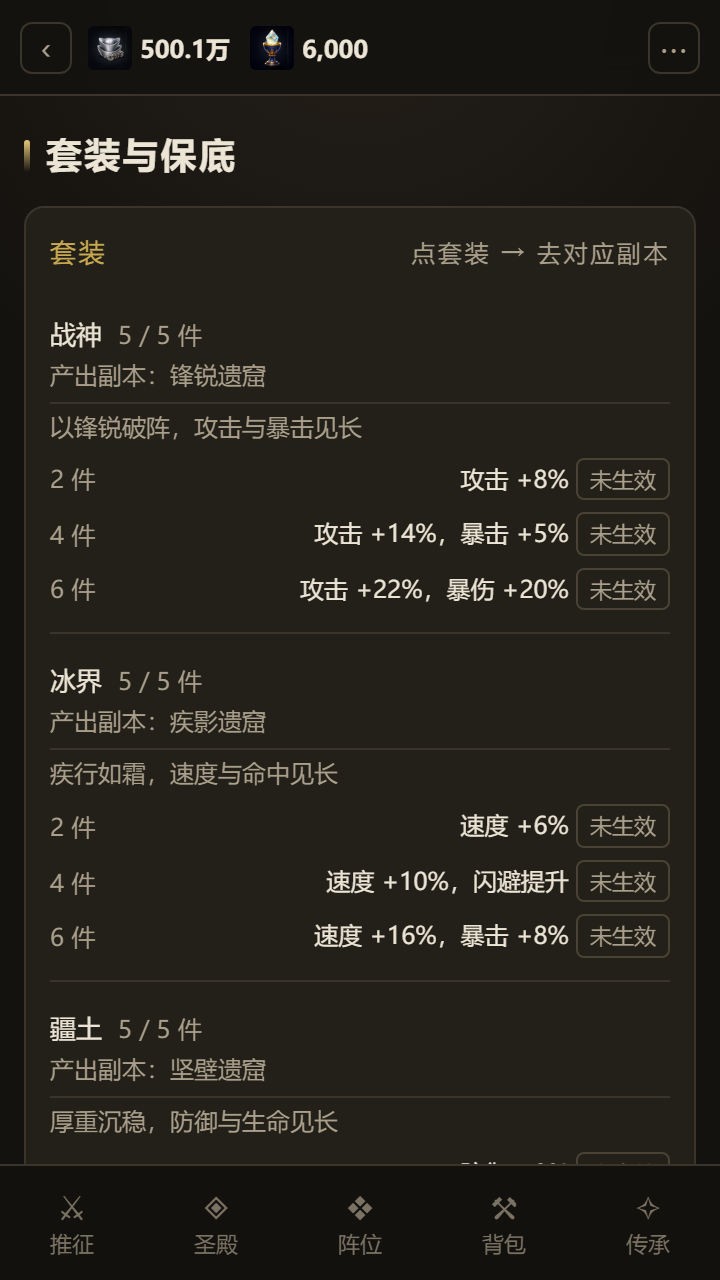 500.1万 6,000
套装与保底
套装 点套装 → 去对应副本
战神 5 / 5 件
产出副本：锋锐遗窟
以锋锐破阵，攻击与暴击见长
2 件 攻击 +8% 未生效
4 件 攻击 +14%，暴击 +5% 未生效
6 件 攻击 +22%，暴伤 +20% 未生效
冰界 5 / 5 件
产出副本：疾影遗窟
疾行如霜，速度与命中见长
2 件 速度 +6% 未生效
4 件 速度 +10%，闪避提升 未生效
6 件 速度 +16%，暴击 +8% 未生效
疆土 5 / 5 件
产出副本：坚壁遗窟
厚重沉稳，防御与生命见长
推征 圣殿 阵位 背包 传承